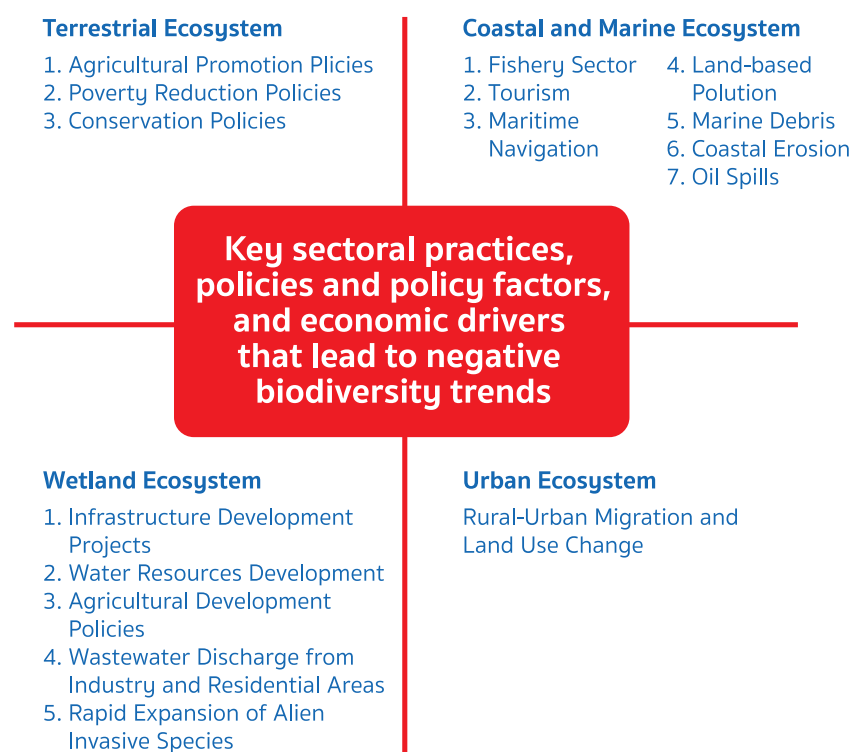 Terrestrial Ecosystem
1. Agricultural Promotion Plicies
2. Poverty Reduction Policies
3. Conservation Policies
Coastal and Marine Ecosystem
1. Fishery Sector
2. Tourism
3. Maritime
Navigation
4. Land-based
Polution
5. Marine Debris
6. Coastal Erosion
7. Oil Spills
Key sectoral practices,
policies and policy factors,
and economic drivers
that lead to negative
biodiversity trends
Wetland Ecosystem
1. Infrastructure Development
Projects
2. Water Resources Development
3. Agricultural Development
Policies
4. Wastewater Discharge from
Industry and Residential Areas
5. Rapid Expansion of Alien
Invasive Species
Urban Ecosystem
Rural-Urban Migration and
Land Use Change